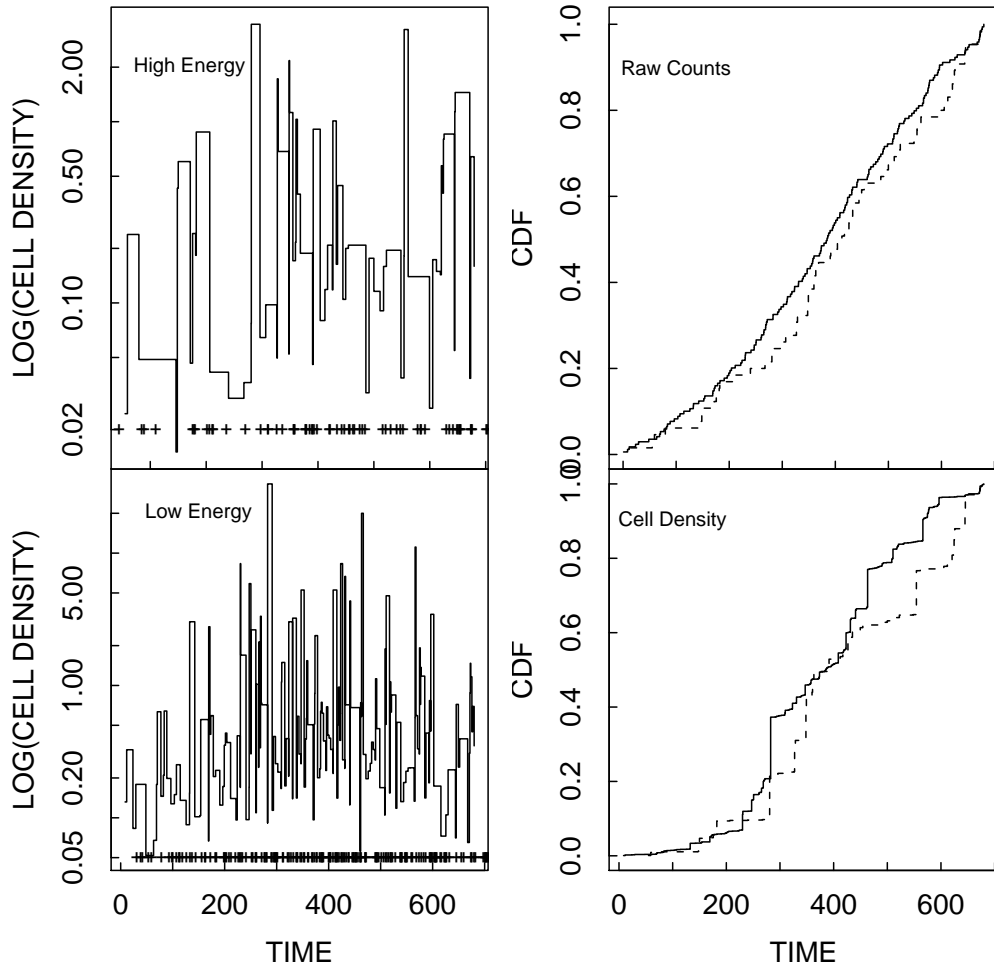 High Energy
LOG(CELL DENSITY)
2.00
0.50
0.10
0.02
Raw Counts
CDF
1.0
0.8
0.6
0.4
0.2
0.0
Low Energy
LOG(CELL DENSITY)
5.00
1.00
0.20
0.05
0 200 400 600
TIME
Cell Density
CDF
1.0
0.8
0.6
0.4
0.2
0.0
0 200 400 600
TIME